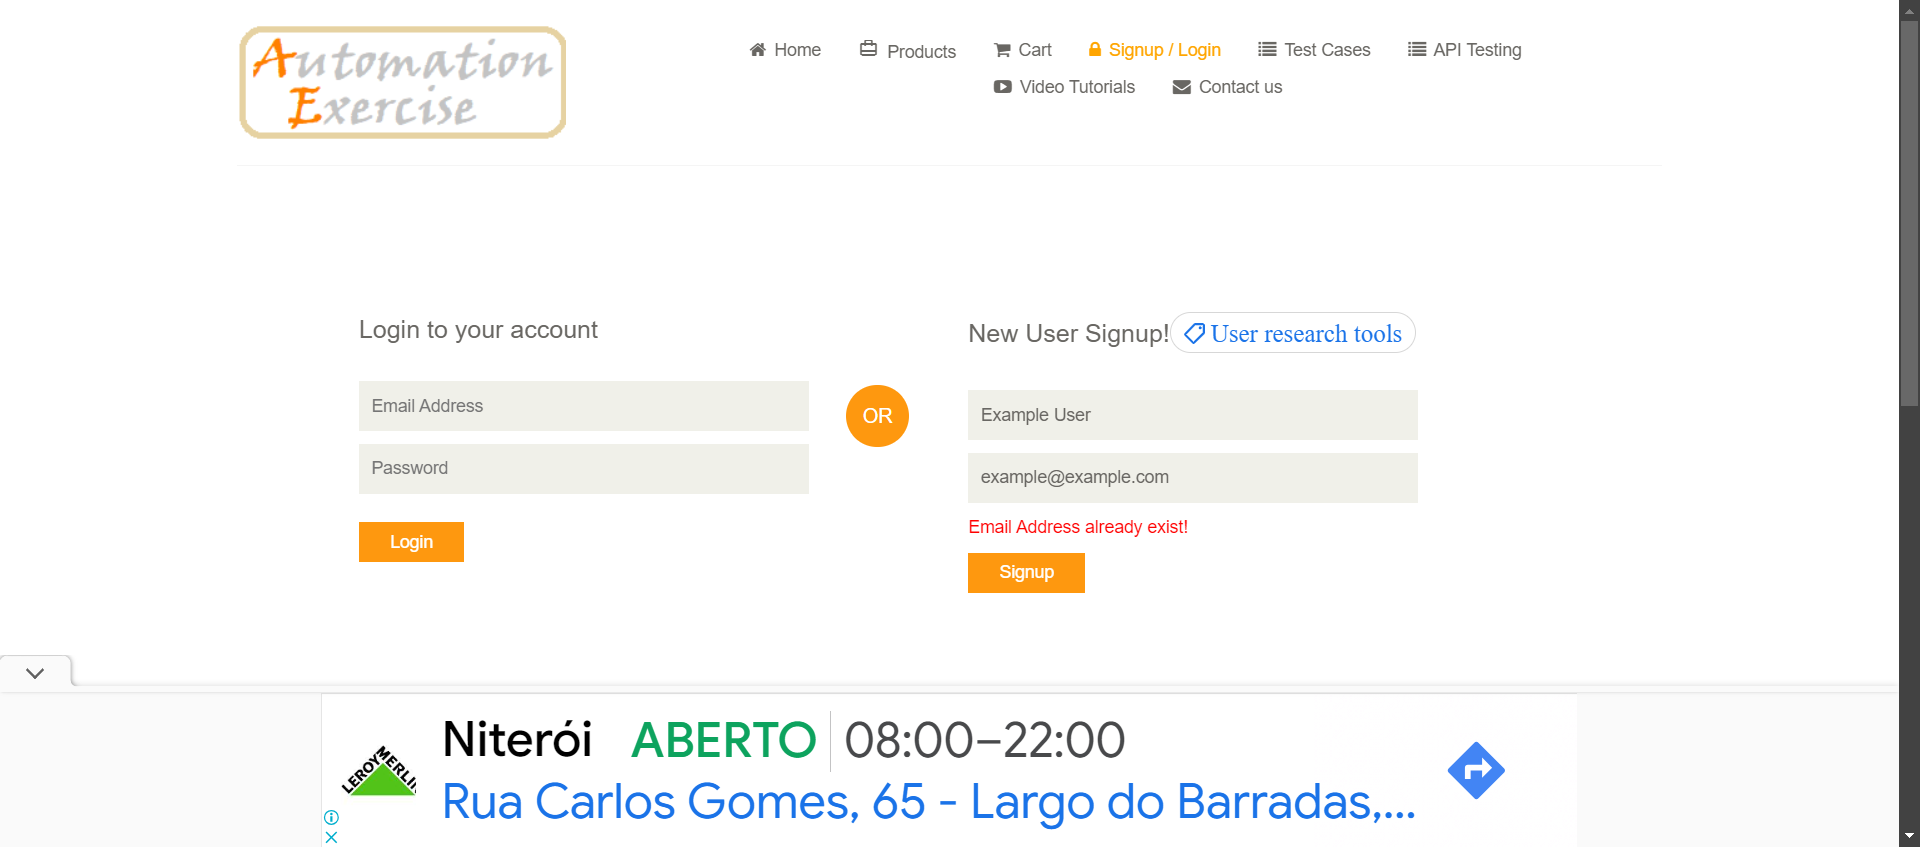 Automation
Exercise
Home
Products
Cart
Signup / Login
Test Cases
API Testing
Video Tutorials
Contact us
Login to your account
Email Address
Password
Login
OR
New User Signup!
User research tools
Example User
example@example.com
Email Address already exist!
Signup
LEROY MERLIN
Niterói ABERTO 08:00–22:00
Rua Carlos Gomes, 65 - Largo do Barradas,...